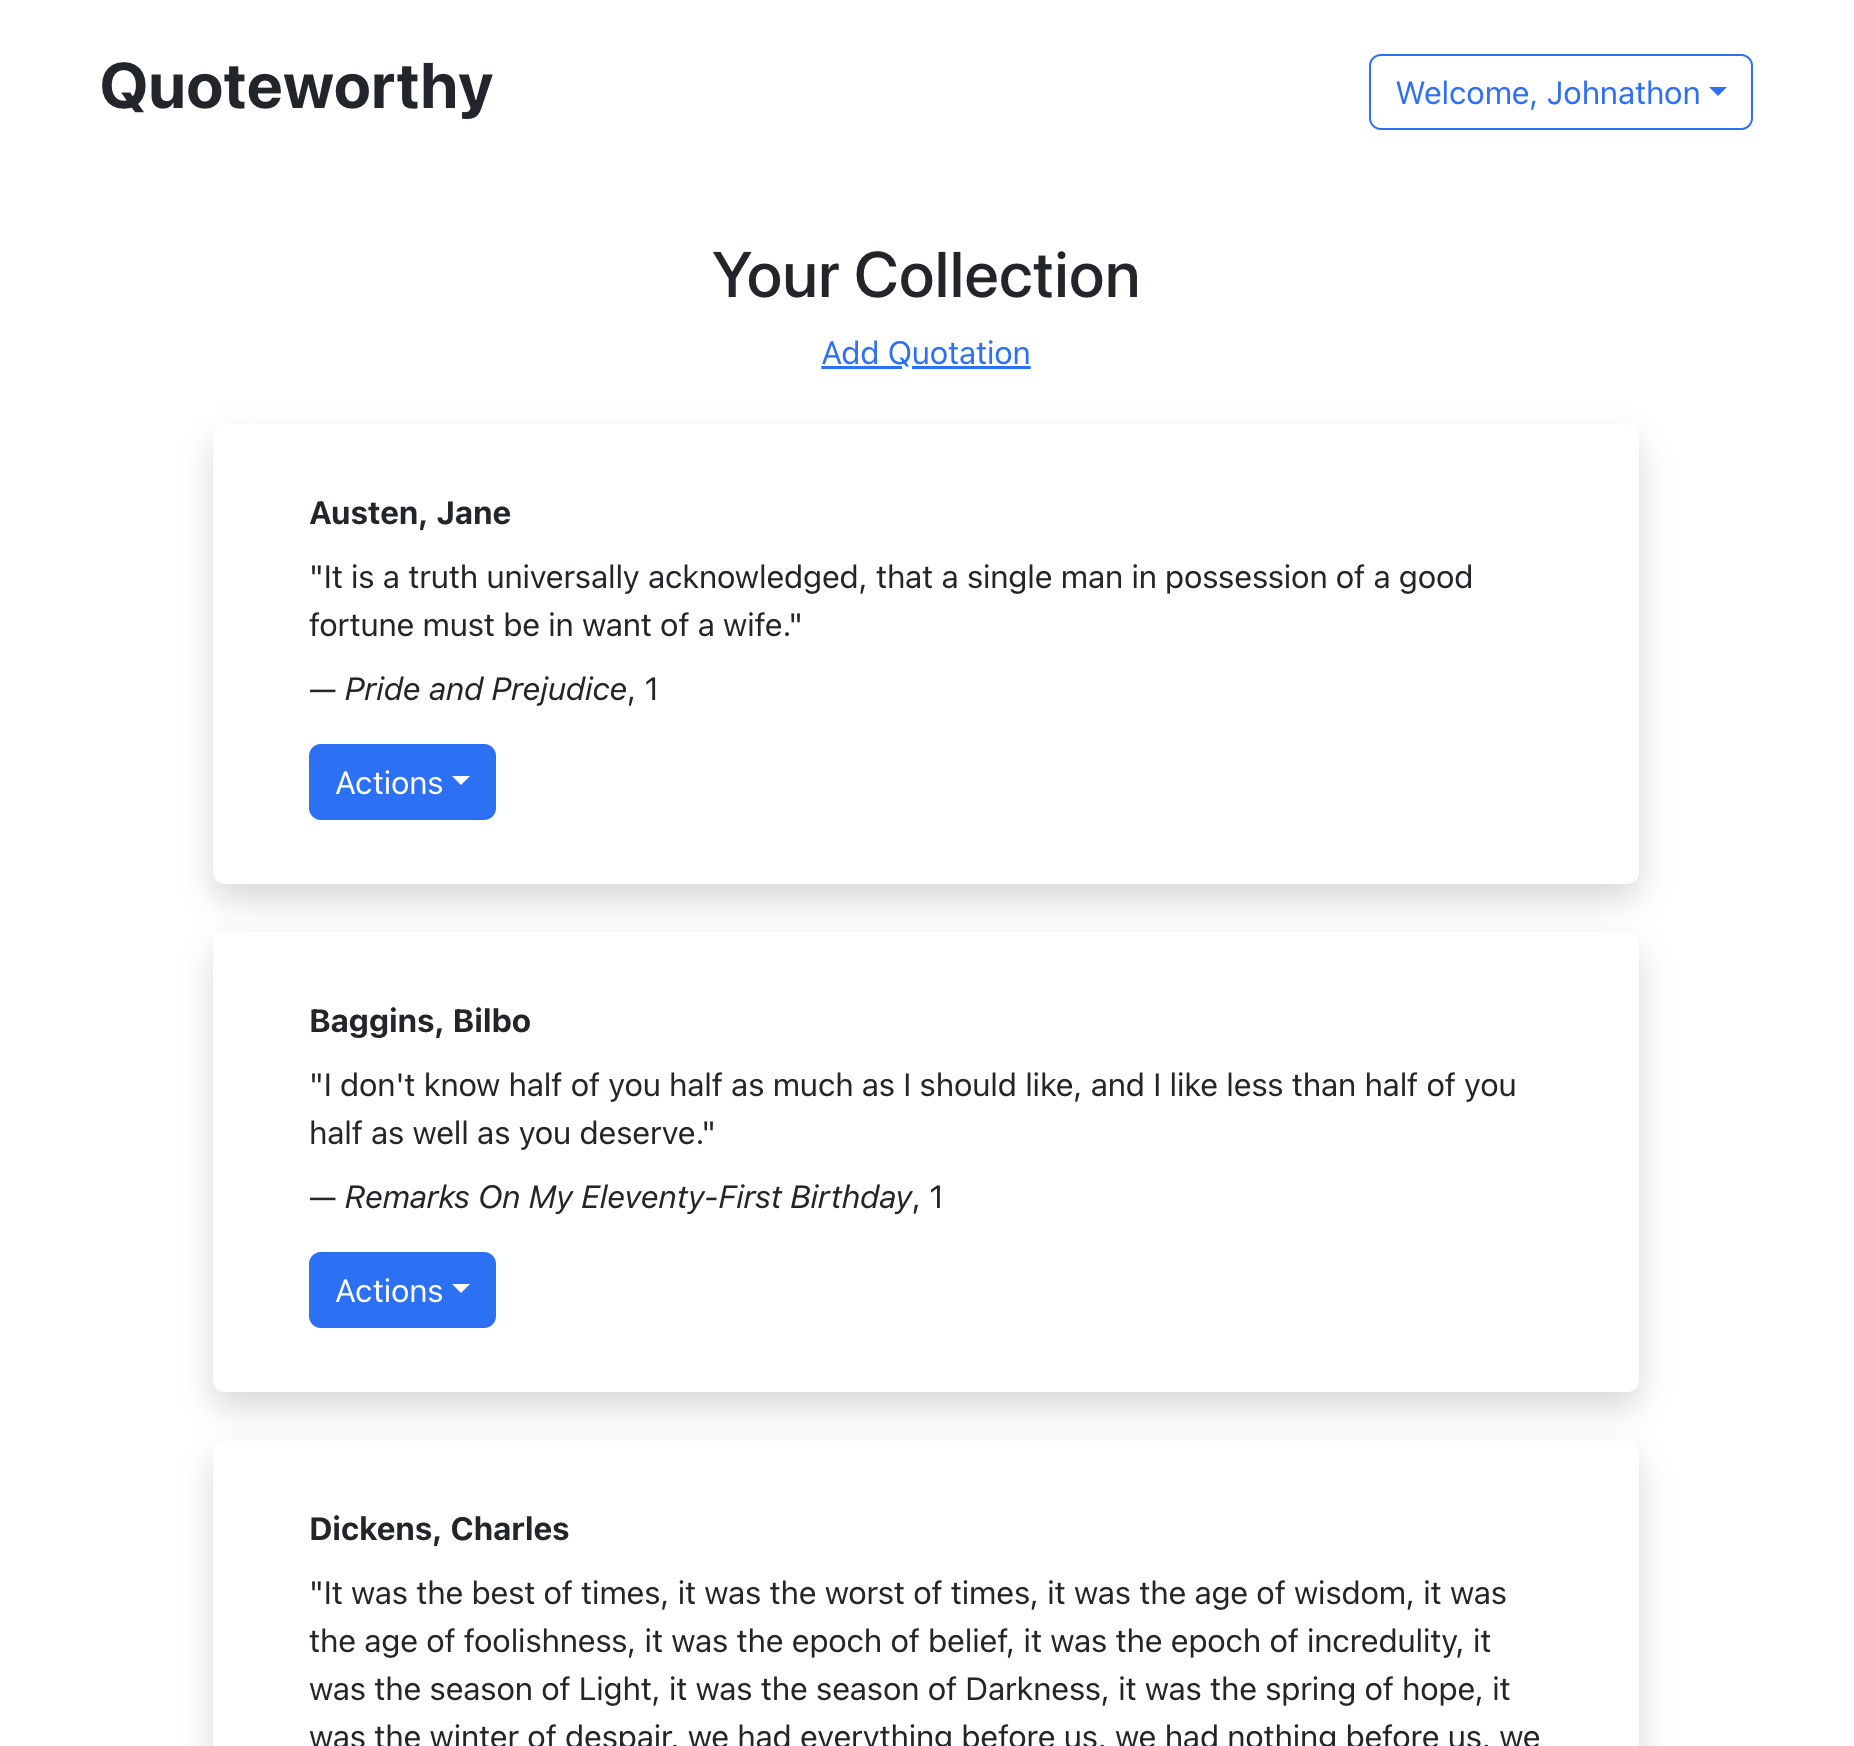 Quoteworthy
Welcome, Johnathon
Your Collection
Add Quotation
Austen, Jane
"It is a truth universally acknowledged, that a single man in possession of a good
fortune must be in want of a wife."
— Pride and Prejudice, 1
Actions
Baggins, Bilbo
"I don't know half of you half as much as I should like, and I like less than half of you
half as well as you deserve."
— Remarks On My Eleventy-First Birthday, 1
Actions
Dickens, Charles
"It was the best of times, it was the worst of times, it was the age of wisdom, it was
the age of foolishness, it was the epoch of belief, it was the epoch of incredulity, it
was the season of Light, it was the season of Darkness, it was the spring of hope, it
was the winter of despair, we had everything before us, we had nothing before us, we